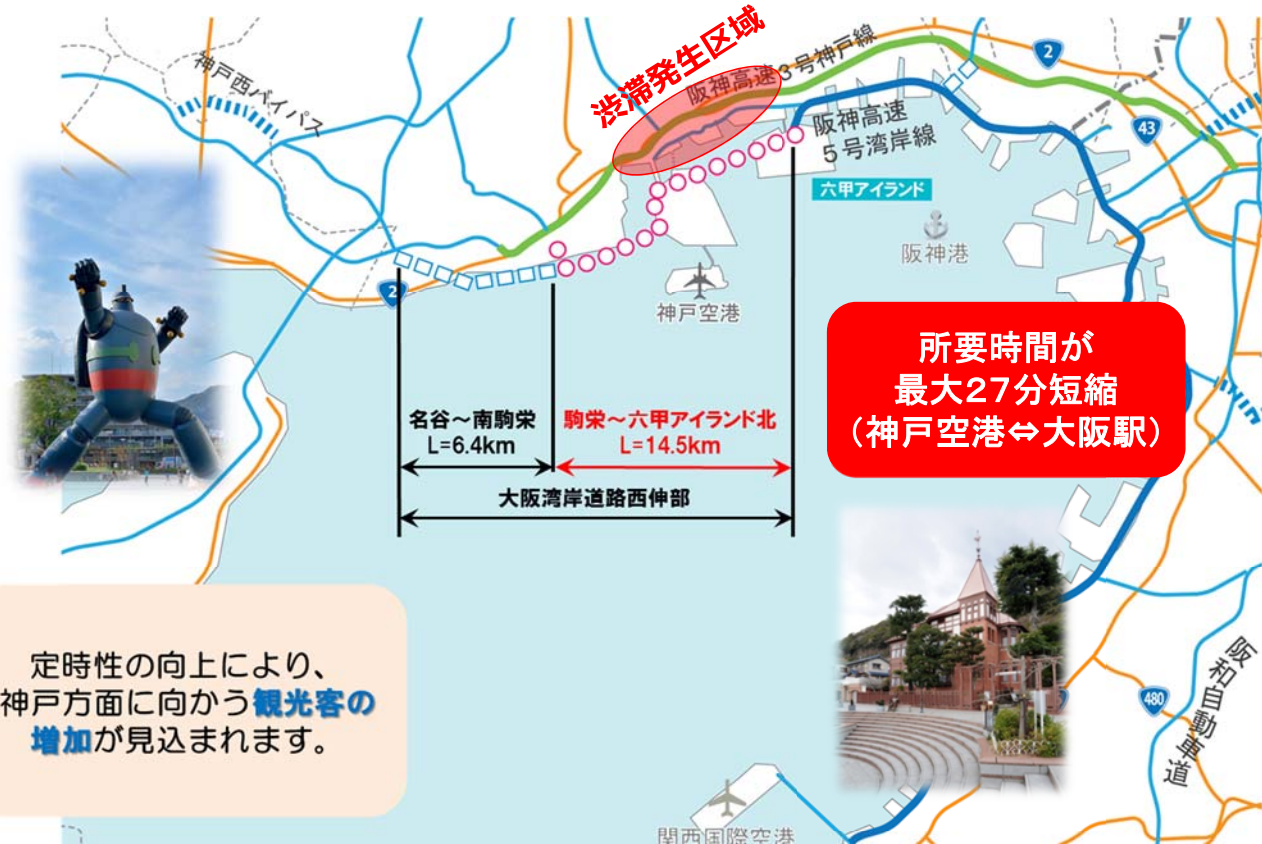 渋滞発生区域
2
神戸西バイパス
阪神高速3号神戸線
阪神高速
5号湾岸線
43
六甲アイランド
阪神港
2
神戸空港
所要時間が
最大27分短縮
(神戸空港⇔大阪駅)
名谷~南駒栄
L=6.4km
駒栄~六甲アイランド北
L=14.5km
大阪湾岸道路西伸部
定時性の向上により、
神戸方面に向かう観光客の
増加が見込まれます。
阪和自動車道
480
関西国際空港